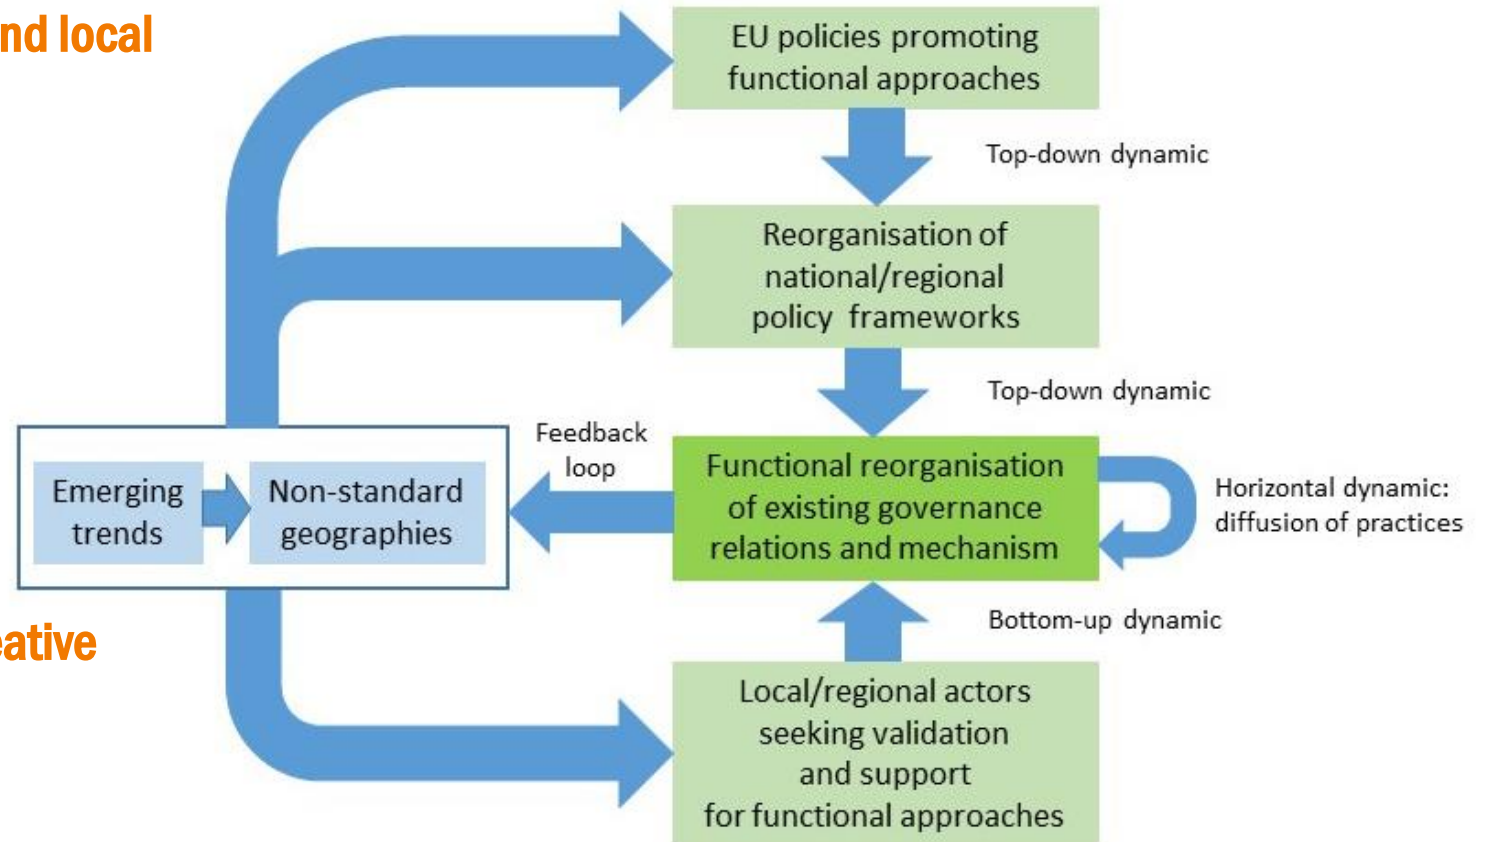 nd local
EU policies promoting
functional approaches
Top-down dynamic
Reorganisation of
national/regional
policy frameworks
Top-down dynamic
Feedback
loop
Emerging
trends
Non-standard
geographies
Functional reorganisation
of existing governance
relations and mechanism
Horizontal dynamic:
diffusion of practices
Bottom-up dynamic
eative
Local/regional actors
seeking validation
and support
for functional approaches